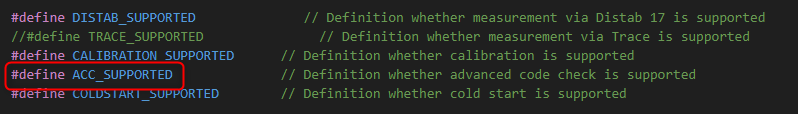 #define DISTAB_SUPPORTED // Definition whether measurement via Distab 17 is supported
//#define TRACE_SUPPORTED // Definition whether measurement via Trace is supported
#define CALIBRATION_SUPPORTED // Definition whether calibration is supported
#define ACC_SUPPORTED // Definition whether advanced code check is supported
#define COLDSTART_SUPPORTED // Definition whether cold start is supported